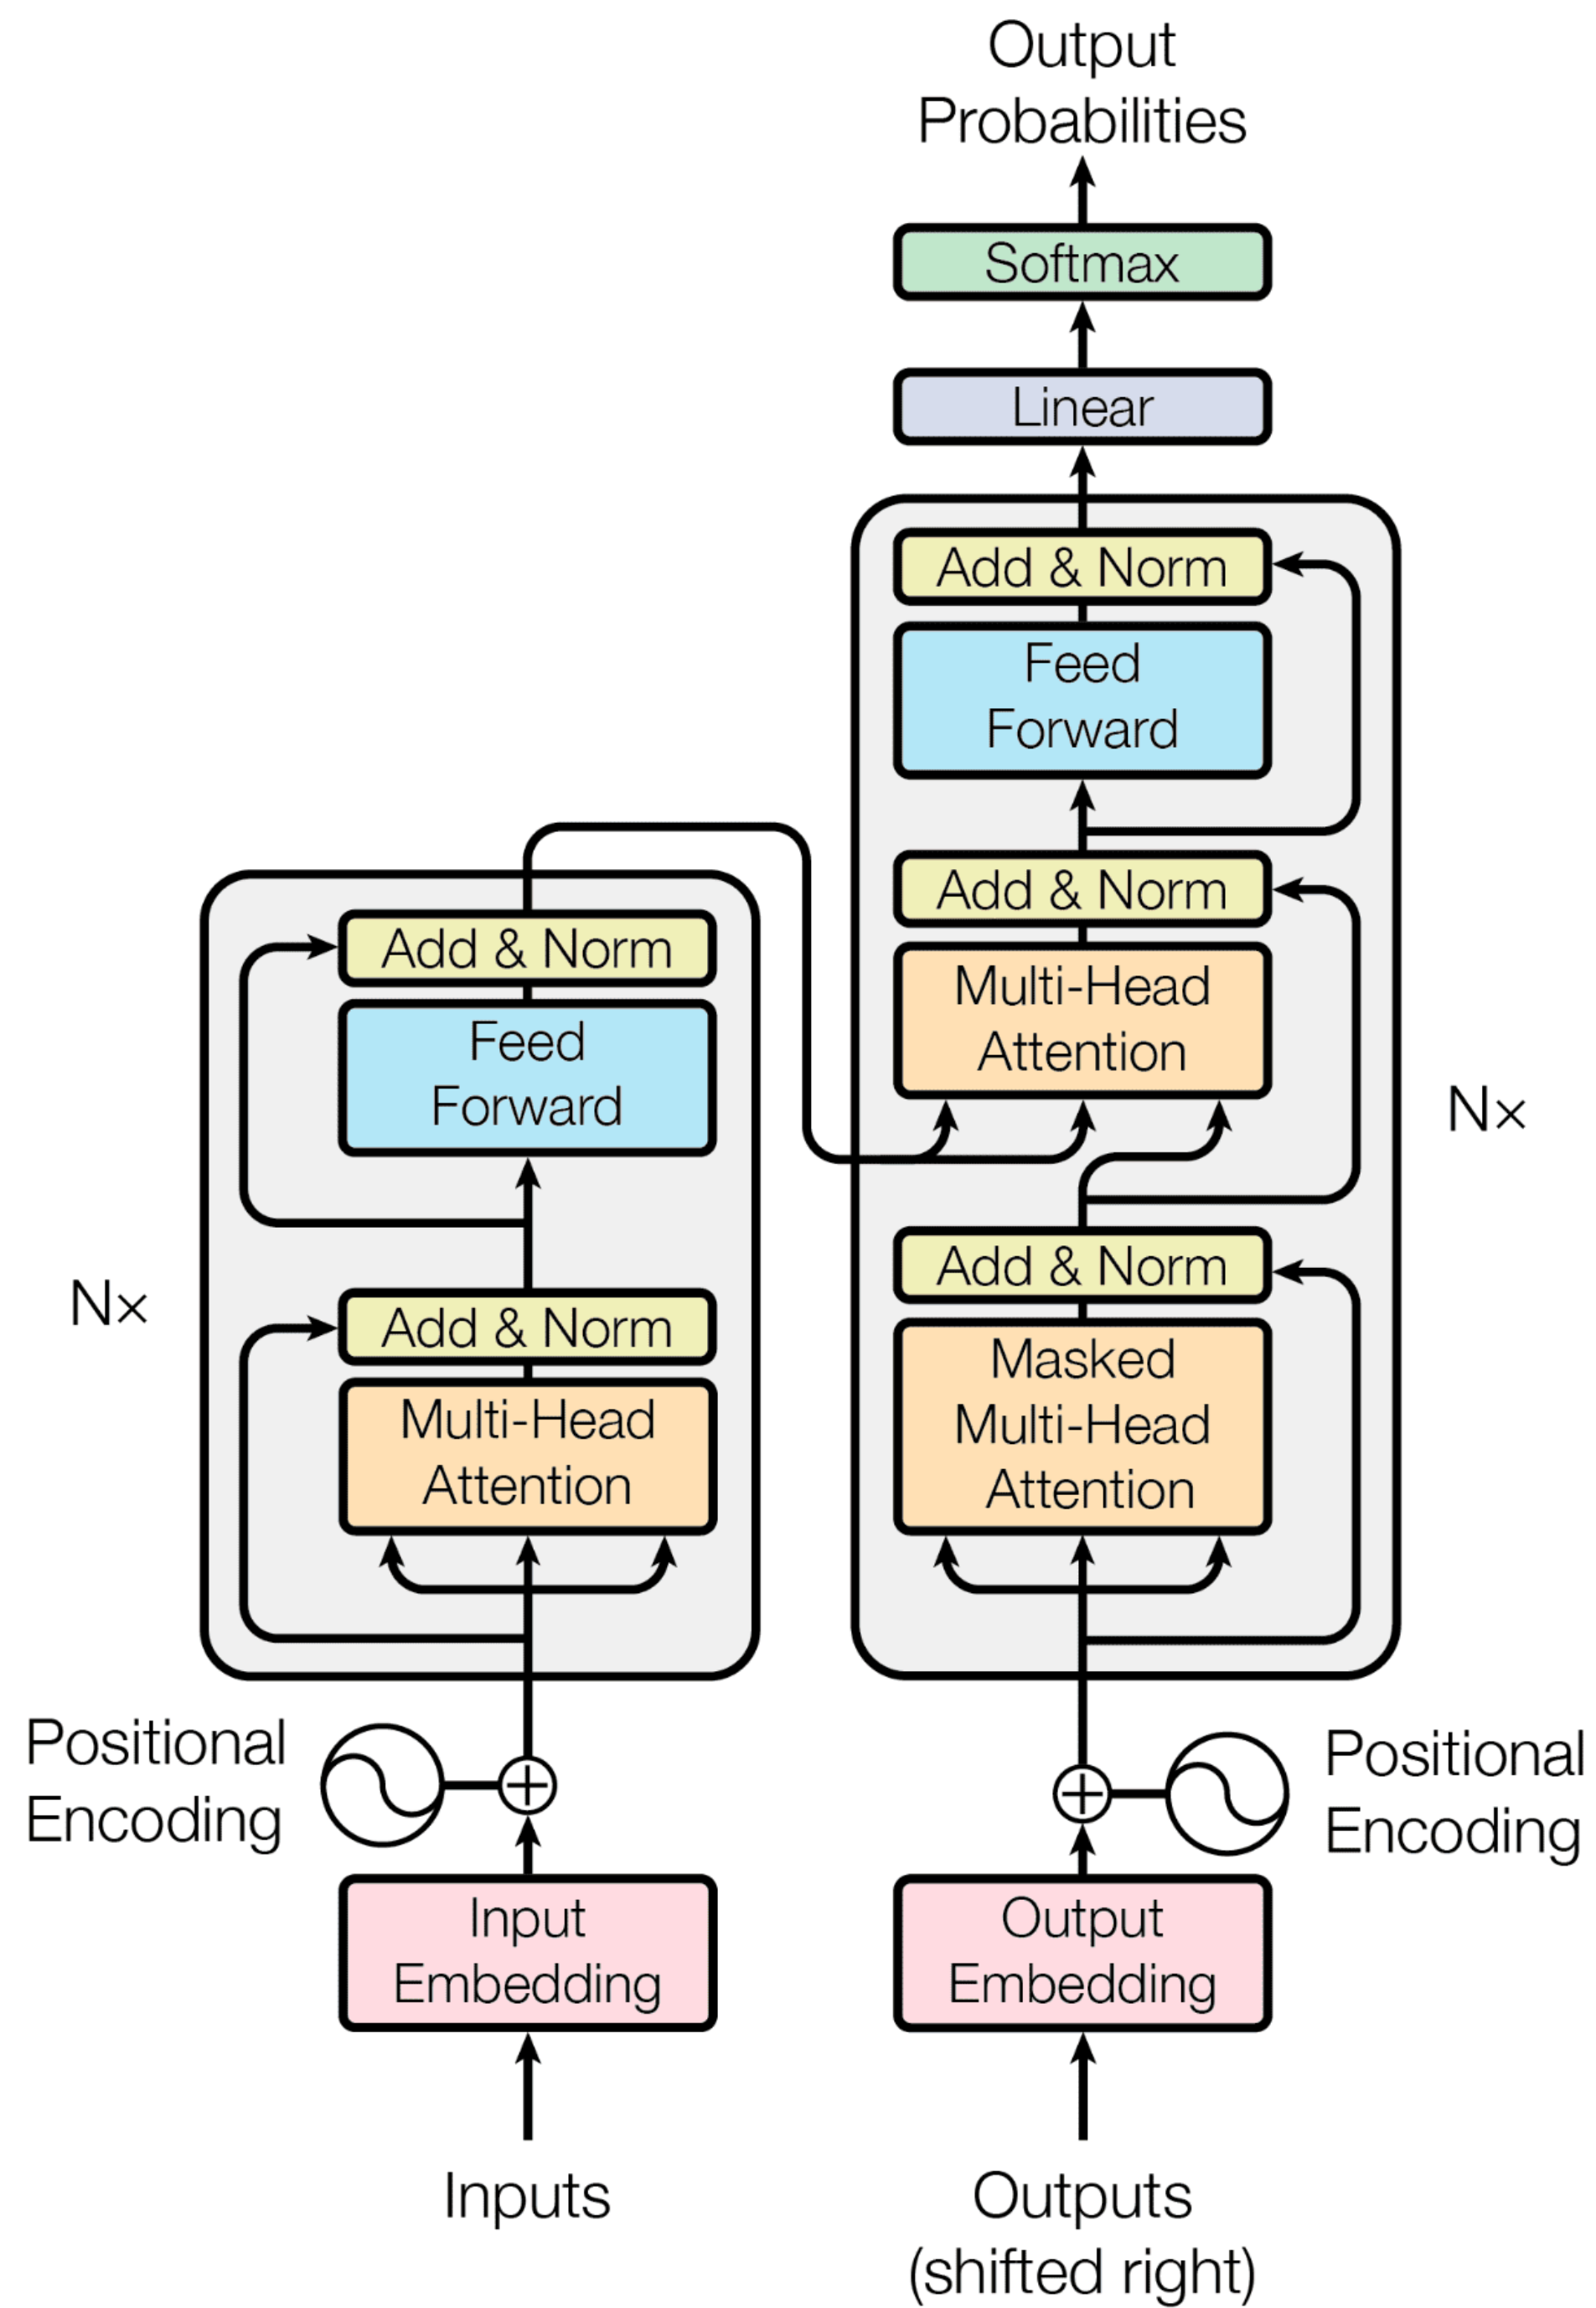 Output
Probabilities
Softmax
Linear
Add & Norm
Feed
Forward
Add & Norm
Multi-Head
Attention
Add & Norm
Masked
Multi-Head
Attention
Nx
Add & Norm
Feed
Forward
Add & Norm
Multi-Head
Attention
Nx
Positional
Encoding
Positional
Encoding
Input
Embedding
Output
Embedding
Inputs
Outputs
(shifted right)